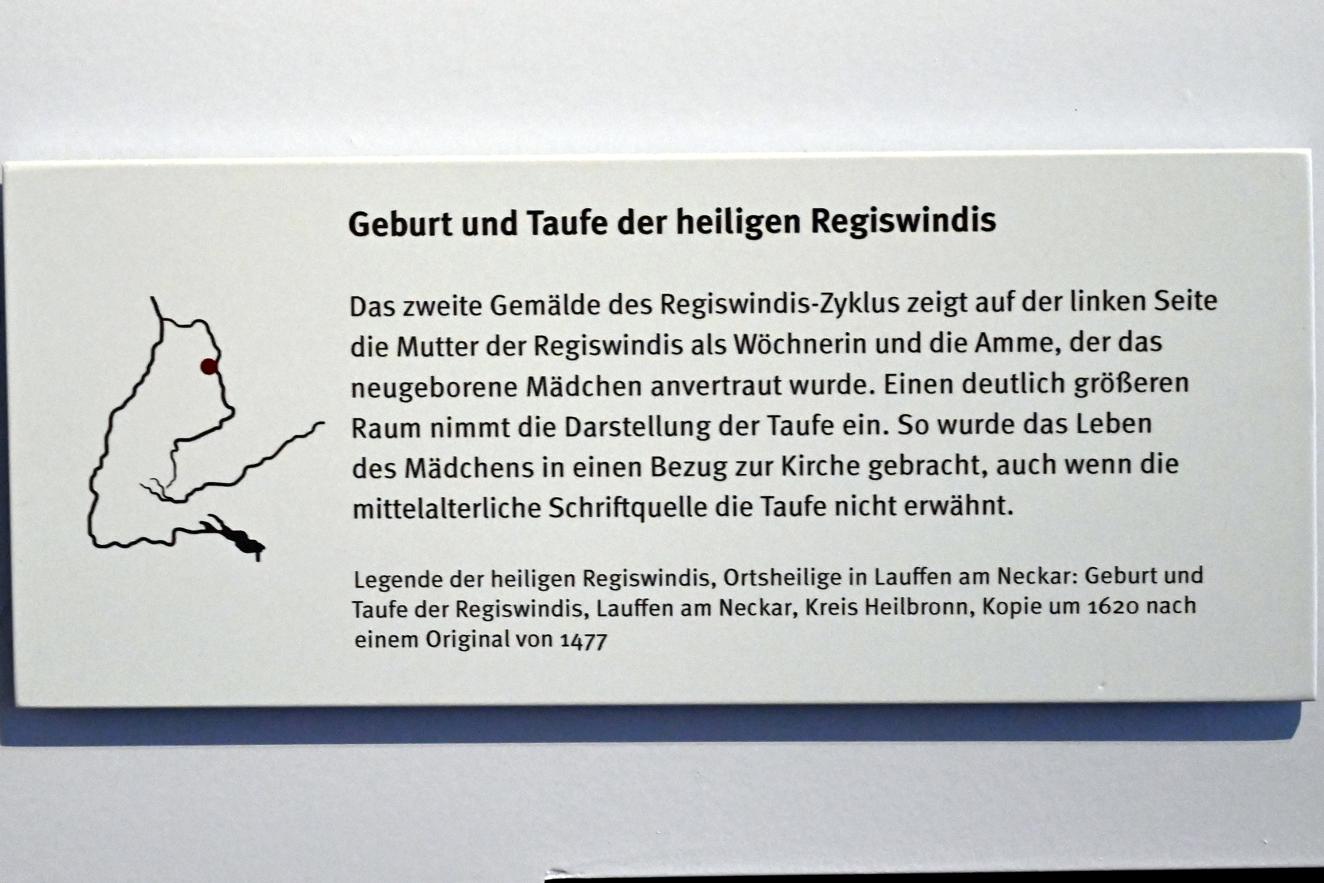 Geburt und Taufe der heiligen Regiswindis
Das zweite Gemälde des Regiswindis-Zyklus zeigt auf der linken Seite
die Mutter der Regiswindis als Wöchnerin und die Amme, der das
neugeborene Mädchen anvertraut wurde. Einen deutlich größeren
Raum nimmt die Darstellung der Taufe ein. So wurde das Leben
des Mädchens in einen Bezug zur Kirche gebracht, auch wenn die
mittelalterliche Schriftquelle die Taufe nicht erwähnt.
Legende der heiligen Regiswindis, Ortsheilige in Lauffen am Neckar: Geburt und
Taufe der Regiswindis, Lauffen am Neckar, Kreis Heilbronn, Kopie um 1620 nach
einem Original von 1477